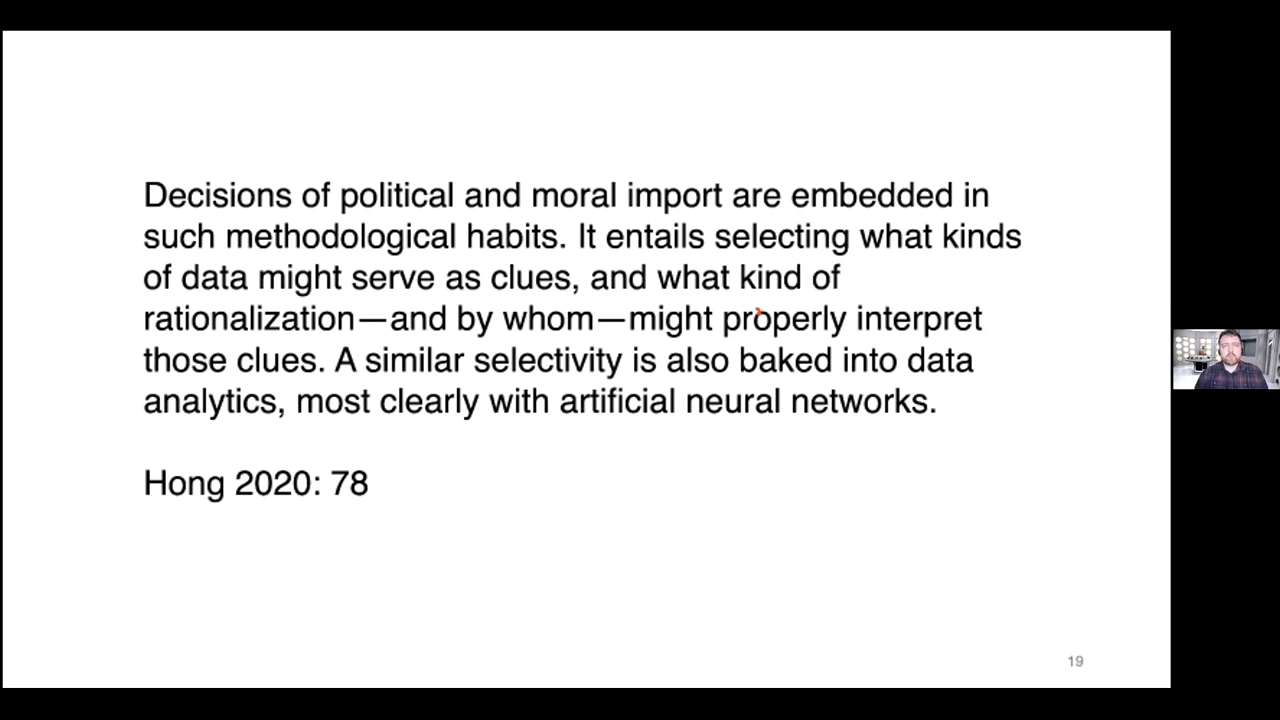 Decisions of political and moral import are embedded in
such methodological habits. It entails selecting what kinds
of data might serve as clues, and what kind of
rationalization—and by whom—might properly interpret
those clues. A similar selectivity is also baked into data
analytics, most clearly with artificial neural networks.
Hong 2020: 78
19